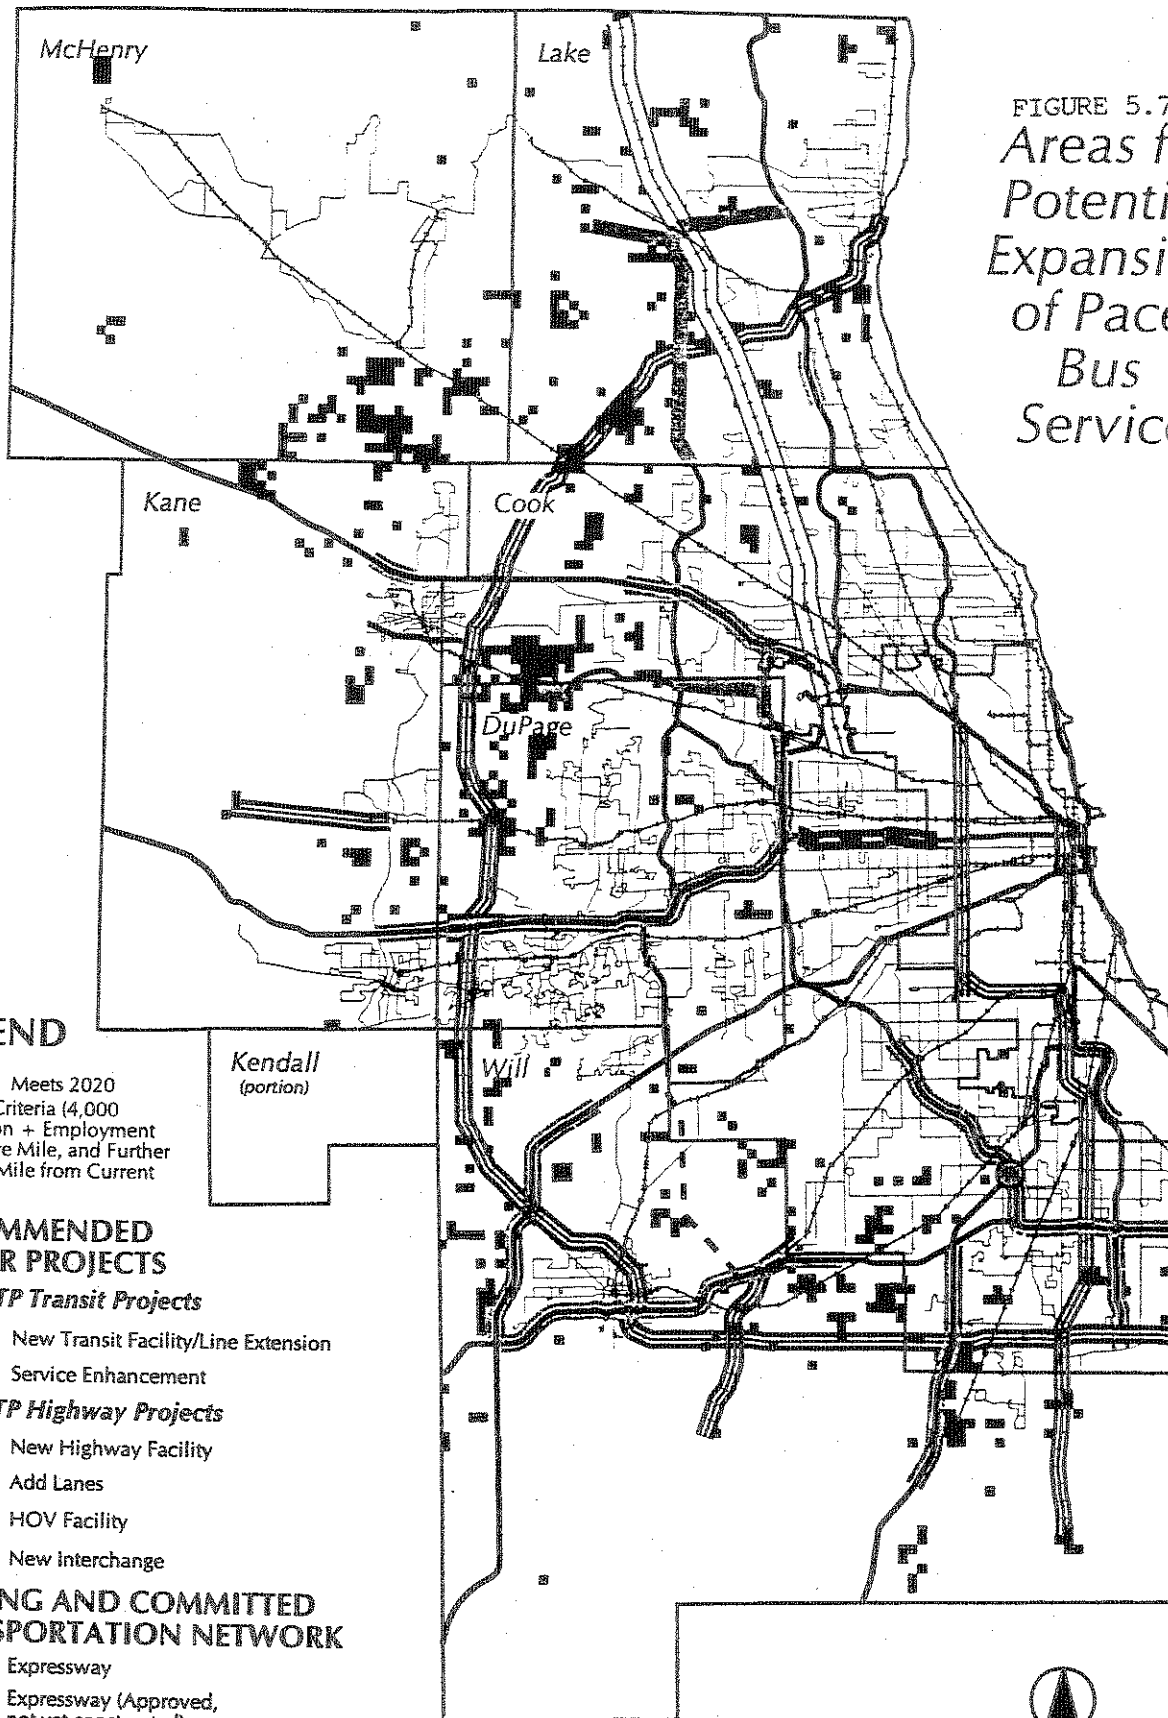 McHenry
Lake
FIGURE 5.7
Areas f
Potenti
Expansi
of Pace
Bus
Service
Kane
Cook
DuPage
END
Meets 2020
Criteria (4,000
on + Employment
re Mile, and Further
Mile from Current
Kendall
(portion)
Will
MMENDED
R PROJECTS
TP Transit Projects
New Transit Facility/Line Extension
Service Enhancement
TP Highway Projects
New Highway Facility
Add Lanes
HOV Facility
New Interchange
NG AND COMMITTED
SPORTATION NETWORK
Expressway
Expressway (Approved,